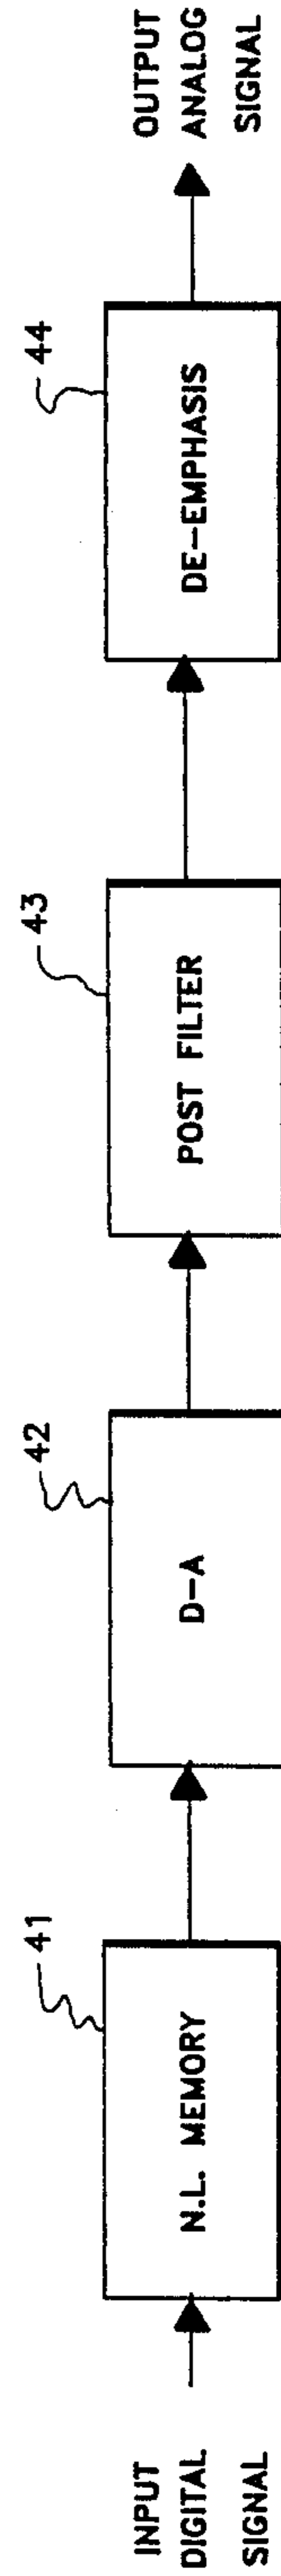 INPUT
DIGITAL
SIGNAL
N.L. MEMORY
41
D-A
42
POST FILTER
43
DE-EMPHASIS
44
OUTPUT
ANALOG
SIGNAL